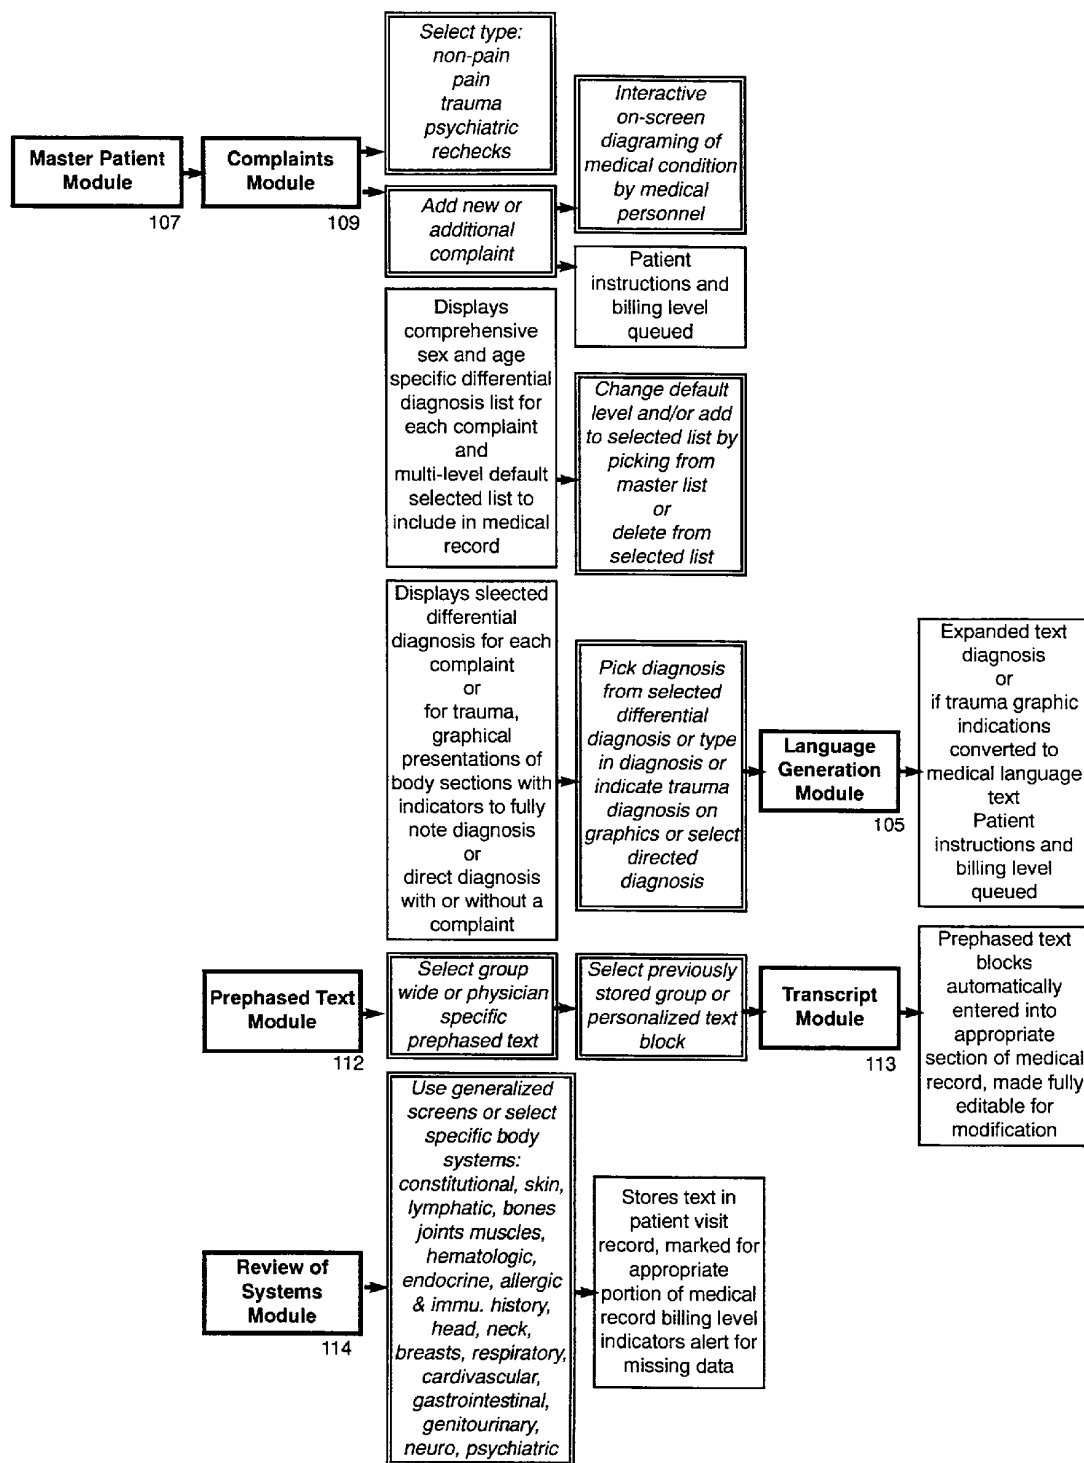 Master Patient
Module
107
Complaints
Module
109
Select type:
non-pain
pain
trauma
psychiatric
rechecks
Add new or
additional
complaint
Interactive
on-screen
diagraming of
medical condition
by medical
personnel
Patient
instructions and
billing level
queued
Displays
comprehensive
sex and age
specific differential
diagnosis list for
each complaint
and
multi-level default
selected list to
include in medical
record
Change default
level and/or add
to selected list by
picking from
master list
or
delete from
selected list
Displays sleected
differential
diagnosis for each
complaint
or
for trauma,
graphical
presentations of
body sections with
indicators to fully
note diagnosis
or
direct diagnosis
with or without a
complaint
Pick diagnosis
from selected
differential
diagnosis or type
in diagnosis or
indicate trauma
diagnosis on
graphics or select
directed
diagnosis
Language
Generation
Module
105
Expanded text
diagnosis
or
if trauma graphic
indications
converted to
medical language
text
Patient
instructions and
billing level
queued
Prephased Text
Module
112
Select group
wide or physician
specific
prephased text
Select previously
stored group or
personalized text
block
Transcript
Module
113
Prephased text
blocks
automatically
entered into
appropriate
section of medical
record, made fully
editable for
modification
Review of
Systems
Module
114
Use generalized
screens or select
specific body
systems:
constitutional, skin,
lymphatic, bones
joints muscles,
hematologic,
endocrine, allergic
& immu. history,
head, neck,
breasts, respiratory,
cardivascular,
gastrointestinal,
genitourinary,
neuro, psychiatric
Stores text in
patient visit
record, marked for
appropriate
portion of medical
record billing level
indicators alert for
missing data